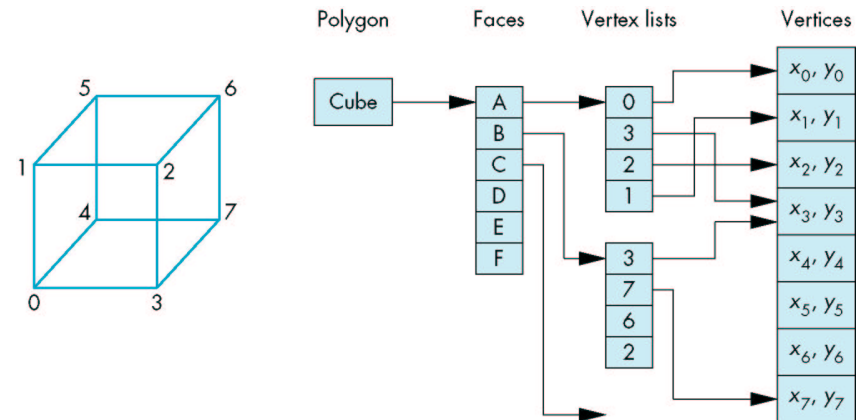 Polygon Faces Vertex lists Vertices
5 6
1 2
4 7
0 3
Cube
A
B
C
D
E
F
0
3
2
1
3
7
6
2
x0, y0
x1, y1
x2, y2
x3, y3
x4, y4
x5, y5
x6, y6
x7, y7